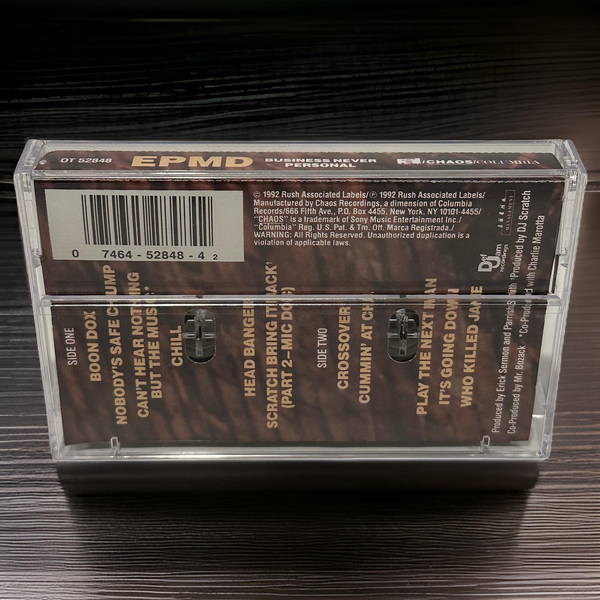 OT 52848
EPMD
BUSINESS NEVER
PERSONAL
/CHAOS/COLUMBIA
0 7464-52848-4 2
© 1992 Rush Associated Labels/℗ 1992 Rush Associated Labels/
Manufactured by Chaos Recordings, a dimension of Columbia
Records/666 Fifth Ave., P.O. Box 4455, New York, NY 10101-4455/
"CHAOS" is a trademark of Sony Music Entertainment Inc./
"Columbia" Reg. U.S. Pat. & Tm. Off. Marca Registrada./
WARNING: All Rights Reserved. Unauthorized duplication is a
violation of applicable laws.
Def Jam
recordings
SIDE ONE
BOON DOX
NOBODY'S SAFE CHUMP
CAN'T HEAR NOTHING
BUT THE MUSIC*
CHILL
HEAD BANGER
SCRATCH BRING IT BACK
(PART 2–MIC DOC)
SIDE TWO
CROSSOVER
CUMMIN' AT
PLAY THE NEXT MAN
IT'S GOING DOWN
WHO KILLED JANE
Produced by Erick Sermon and Parrish Smith Produced by DJ Scratch
Co-Produced by Mr. Bozack *Co-Produced with Charlie Marotta